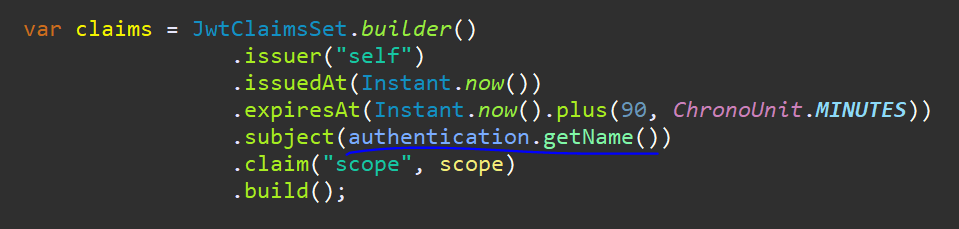 var claims = JwtClaimsSet.builder()
.issuer("self")
.issuedAt(Instant.now())
.expiresAt(Instant.now().plus(90, ChronoUnit.MINUTES))
.subject(authentication.getName())
.claim("scope", scope)
.build();